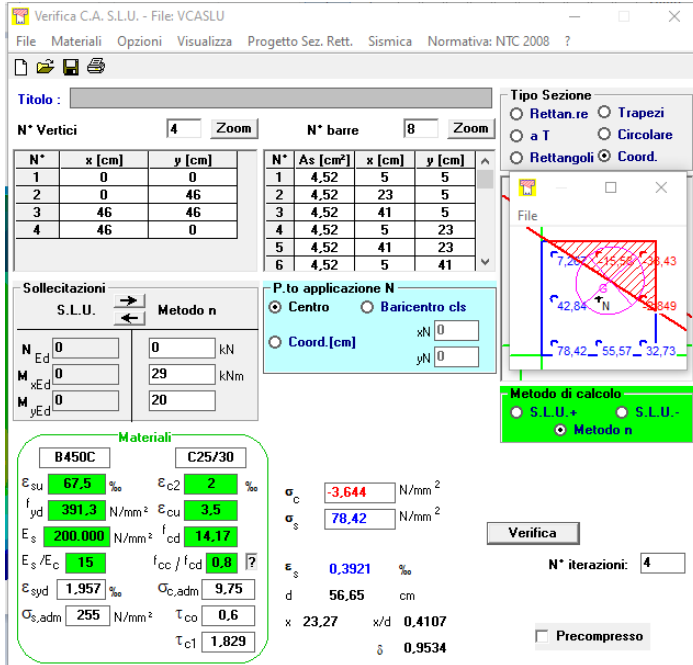 Verifica C.A. S.L.U. - File: VCASLU
File Materiali Opzioni Visualizza Progetto Sez. Rett. Sismica Normativa: NTC 2008 ?
Titolo :
N° Vertici 4 Zoom N° barre 8 Zoom
N° x [cm] y [cm]
1 0 0
2 0 46
3 46 46
4 46 0
N° As [cm²] x [cm] y [cm]
1 4,52 5 5
2 4,52 23 5
3 4,52 41 5
4 4,52 5 23
5 4,52 41 23
6 4,52 5 41
Tipo Sezione
Rettan.re Trapezi
a T Circolare
Rettangoli Coord.
File
7,267 -15,58 -38,43
42,84 G N -2,849
78,42 55,57 32,73
Sollecitazioni
S.L.U. Metodo n
N Ed 0 0 kN
M xEd 0 29 kNm
M yEd 0 20
P.to applicazione N
Centro Baricentro cls
Coord.[cm] xN 0
yN 0
Metodo di calcolo
S.L.U.+ S.L.U.-
Metodo n
Materiali
B450C C25/30
εsu 67,5 ‰ εc2 2 ‰
fyd 391,3 N/mm² εcu 3,5
Es 200.000 N/mm² fcd 14,17
Es/Ec 15 fcc / fcd 0,8 ?
εsyd 1,957 ‰ σc,adm 9,75
σs,adm 255 N/mm² τco 0,6
τc1 1,829
σc -3,644 N/mm²
σs 78,42 N/mm²
εs 0,3921 ‰
d 56,65 cm
x 23,27 x/d 0,4107
δ 0,9534
Verifica
N° iterazioni: 4
Precompresso